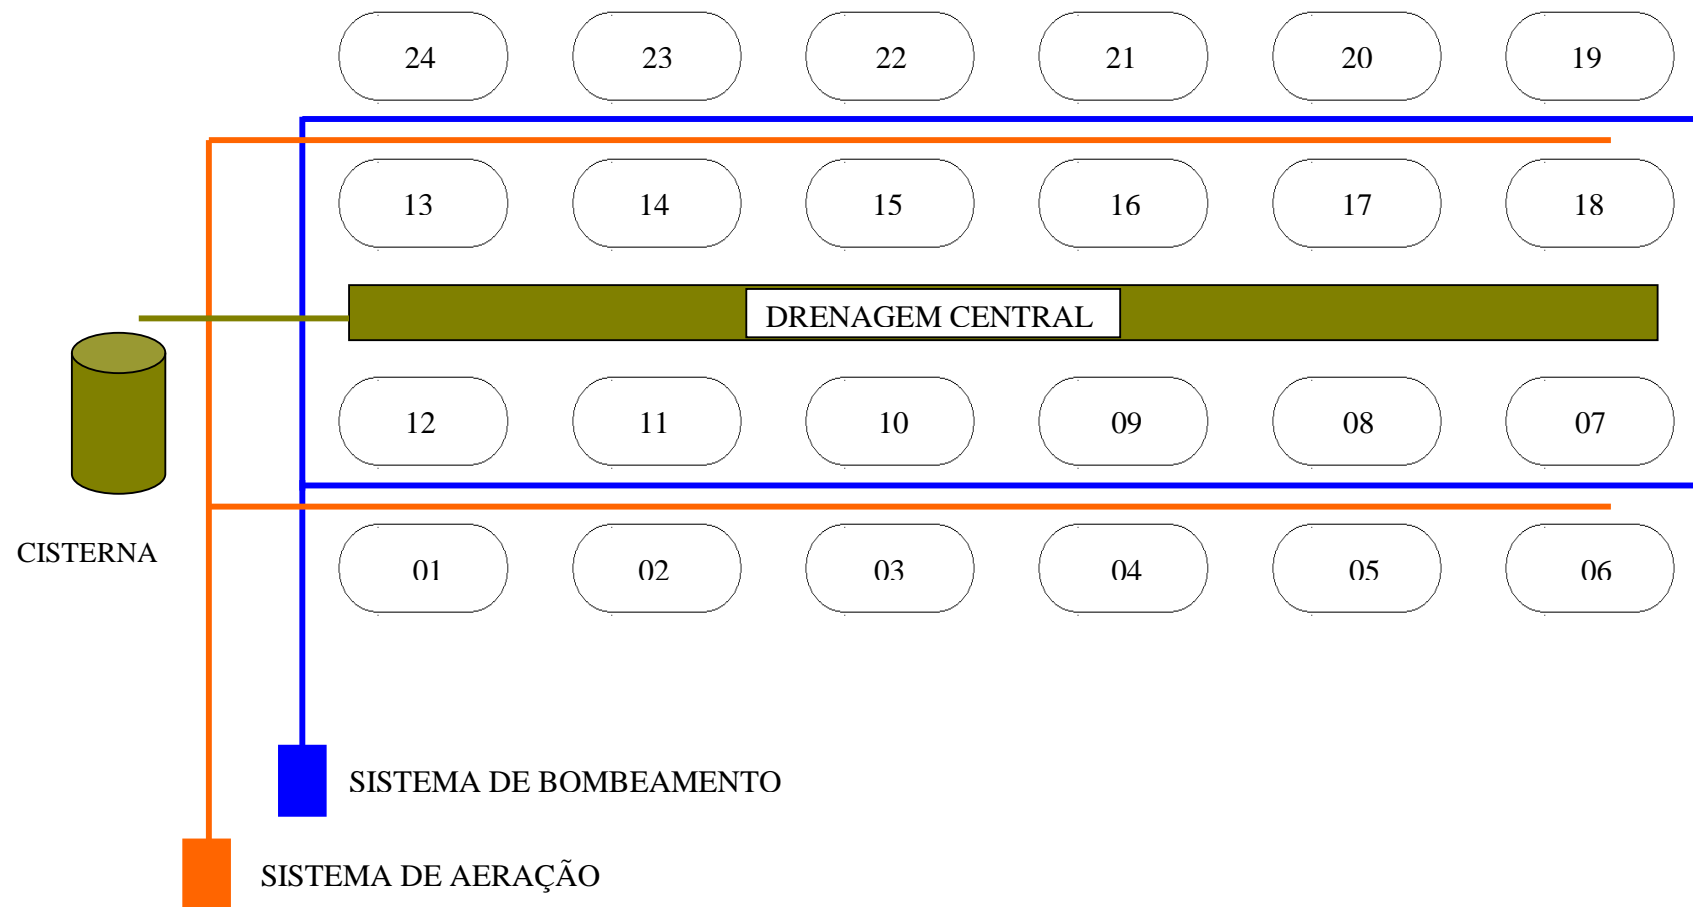 24 23 22 21 20 19
13 14 15 16 17 18
DRENAGEM CENTRAL
12 11 10 09 08 07
CISTERNA
01 02 03 04 05 06
SISTEMA DE BOMBEAMENTO
SISTEMA DE AERAÇÃO